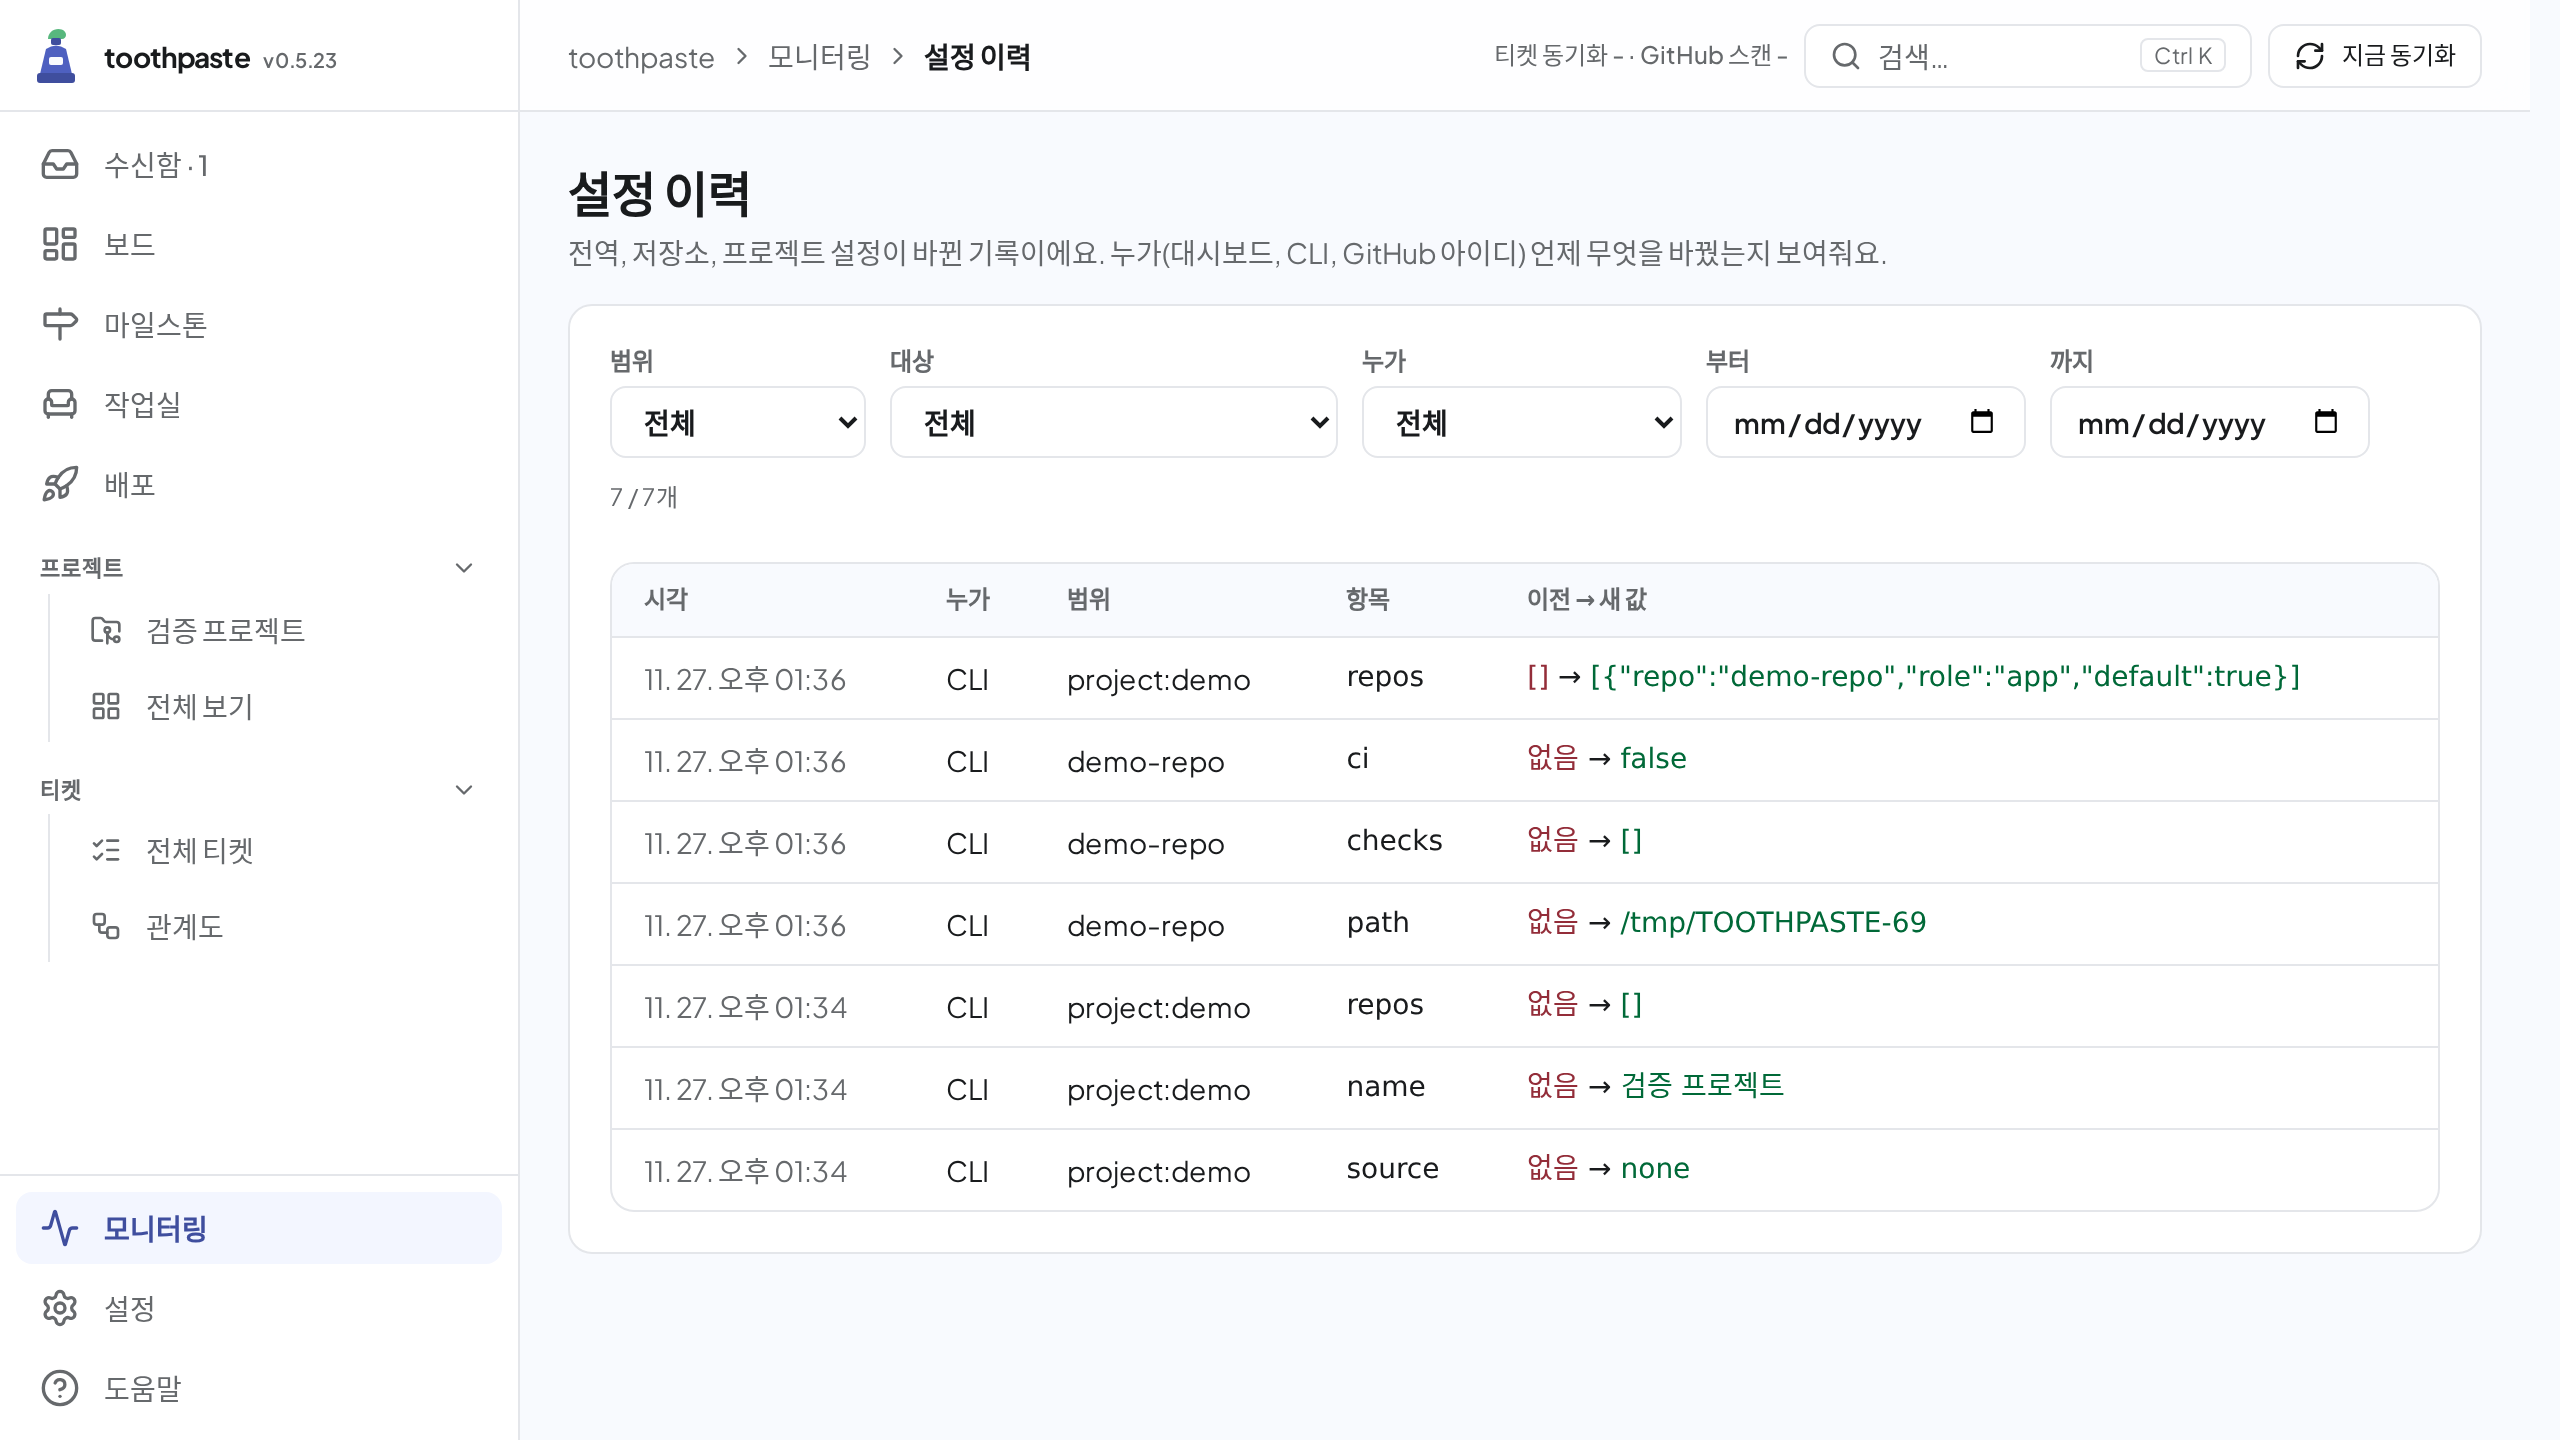 toothpaste v0.5.23
수신함 · 1
보드
마일스톤
작업실
배포
프로젝트
검증 프로젝트
전체 보기
티켓
전체 티켓
관계도
모니터링
설정
도움말
toothpaste > 모니터링 > 설정 이력
티켓 동기화 - · GitHub 스캔 -
검색...
Ctrl K
지금 동기화
설정 이력
전역, 저장소, 프로젝트 설정이 바뀐 기록이에요. 누가(대시보드, CLI, GitHub 아이디) 언제 무엇을 바꿨는지 보여줘요.
범위 대상 누가 부터 까지
전체 전체 전체 mm/dd/yyyy mm/dd/yyyy
7 / 7개
시각 누가 범위 항목 이전 → 새 값
11. 27. 오후 01:36 CLI project:demo repos [] → [{"repo":"demo-repo","role":"app","default":true}]
11. 27. 오후 01:36 CLI demo-repo ci 없음 → false
11. 27. 오후 01:36 CLI demo-repo checks 없음 → []
11. 27. 오후 01:36 CLI demo-repo path 없음 → /tmp/TOOTHPASTE-69
11. 27. 오후 01:34 CLI project:demo repos 없음 → []
11. 27. 오후 01:34 CLI project:demo name 없음 → 검증 프로젝트
11. 27. 오후 01:34 CLI project:demo source 없음 → none